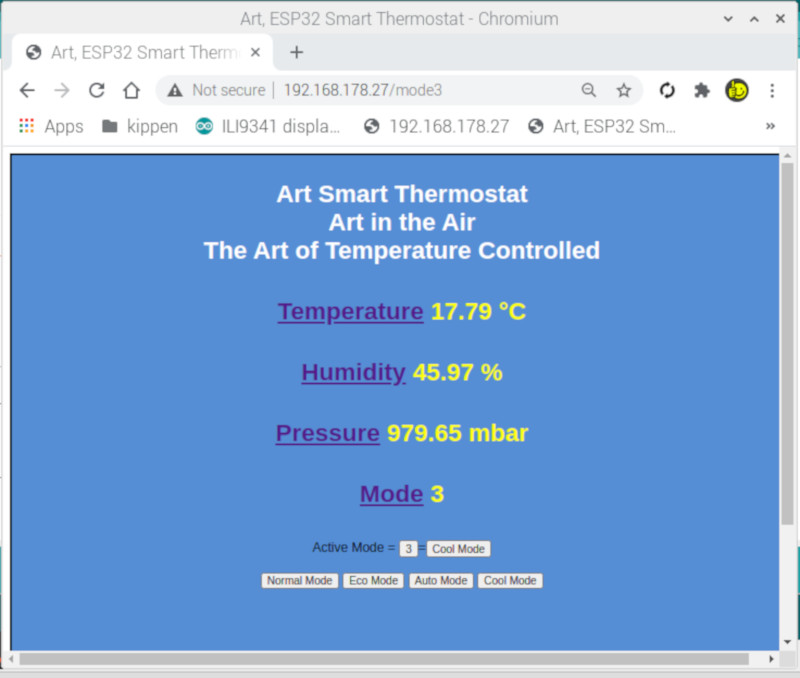 Art, ESP32 Smart Thermostat - Chromium
Art, ESP32 Smart Therm
Not secure | 192.168.178.27/mode3
Apps kippen ILI9341 displa... 192.168.178.27 Art, ESP32 Sm... »
Art Smart Thermostat
Art in the Air
The Art of Temperature Controlled
Temperature 17.79 °C
Humidity 45.97 %
Pressure 979.65 mbar
Mode 3
Active Mode = 3 = Cool Mode
Normal Mode Eco Mode Auto Mode Cool Mode